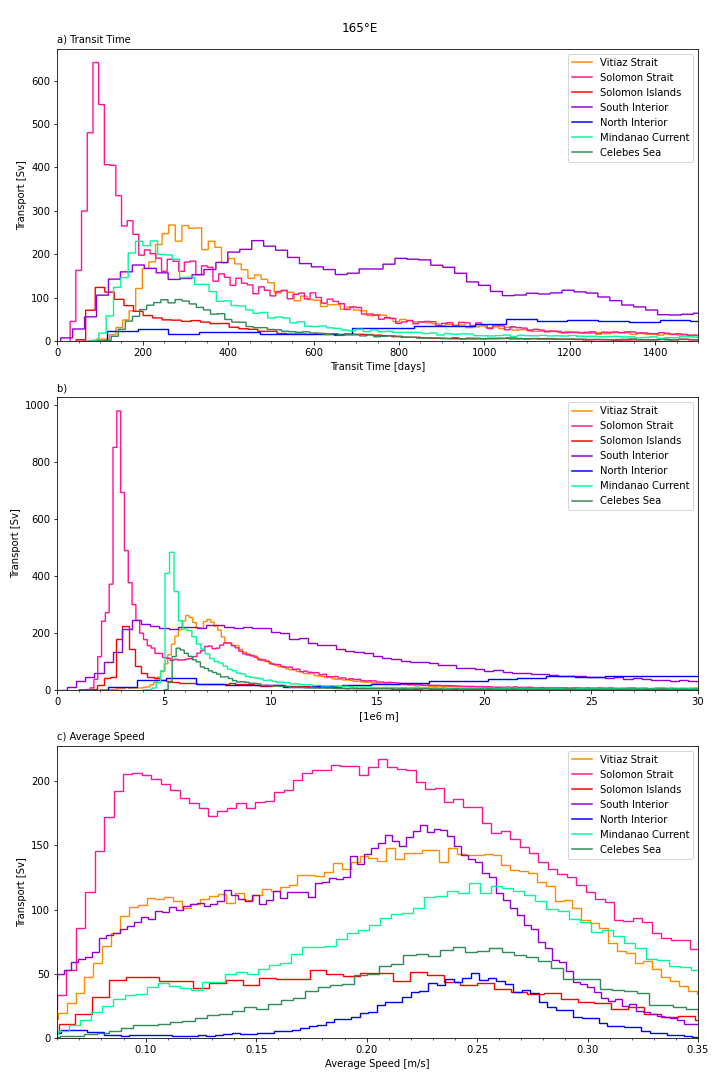 165°E
a) Transit Time
Transport [Sv]
600
500
400
300
200
100
0
Vitiaz Strait
Solomon Strait
Solomon Islands
South Interior
North Interior
Mindanao Current
Celebes Sea
0 200 400 600 800 1000 1200 1400
Transit Time [days]
b)
Transport [Sv]
1000
800
600
400
200
0
Vitiaz Strait
Solomon Strait
Solomon Islands
South Interior
North Interior
Mindanao Current
Celebes Sea
0 5 10 15 20 25 30
[1e6 m]
c) Average Speed
Transport [Sv]
200
150
100
50
0
Vitiaz Strait
Solomon Strait
Solomon Islands
South Interior
North Interior
Mindanao Current
Celebes Sea
0.10 0.15 0.20 0.25 0.30 0.35
Average Speed [m/s]